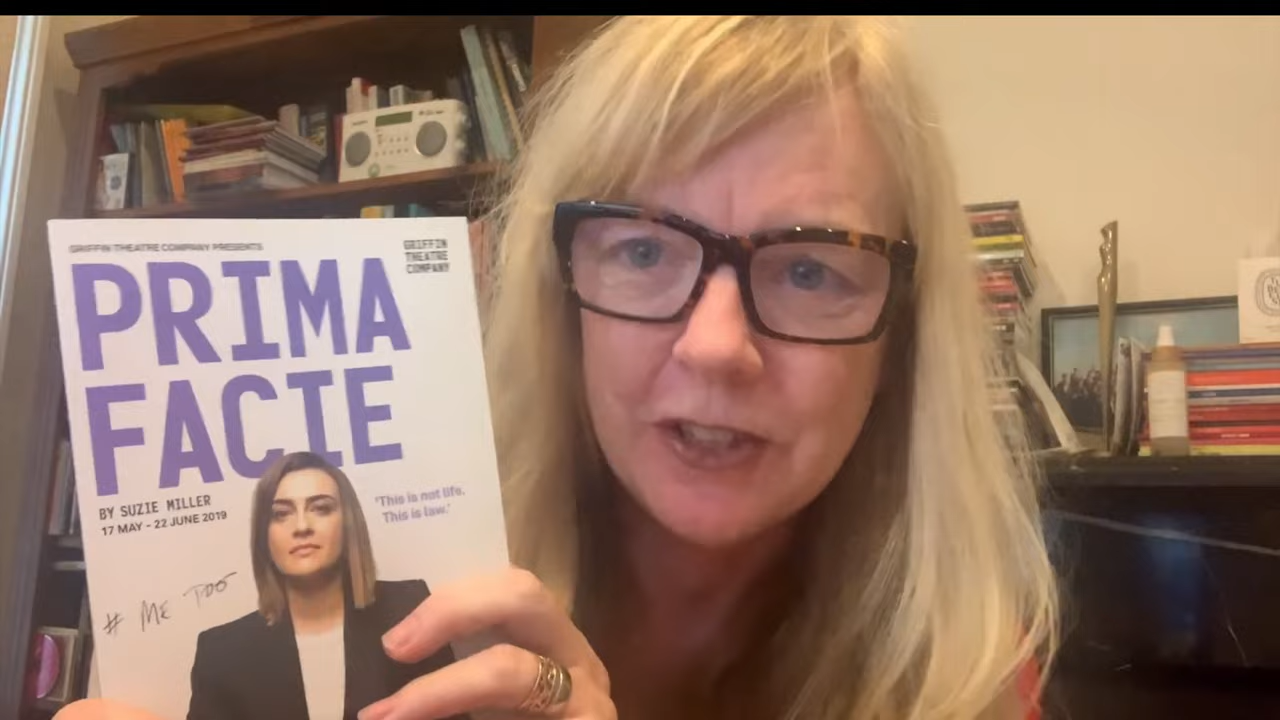 GRIFFIN THEATRE COMPANY PRESENTS
GRIFFIN
THEATRE
COMPANY
PRIMA
FACIE
BY SUZIE MILLER
17 MAY - 22 JUNE 2019
'This is not life.
This is law.'
# ME TOO